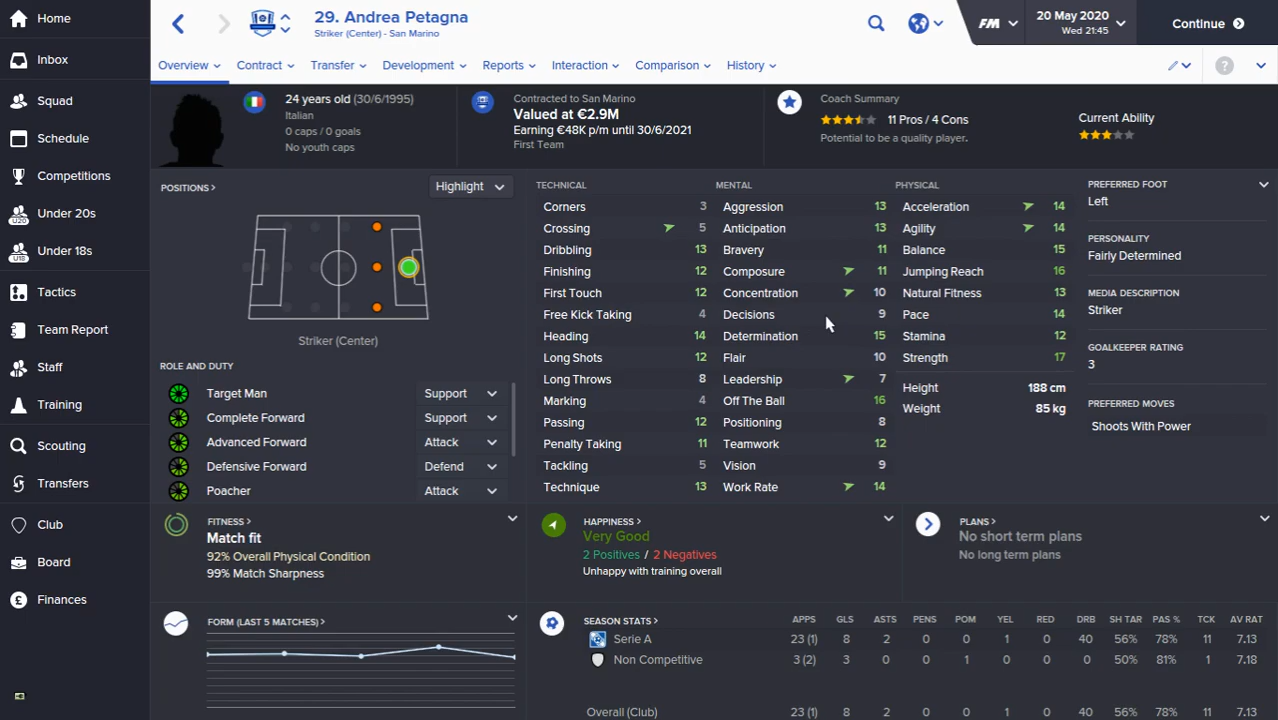 Home
Inbox
Squad
Schedule
Competitions
Under 20s
Under 18s
Tactics
Team Report
Staff
Training
Scouting
Transfers
Club
Board
Finances
29. Andrea Petagna
Striker (Center) - San Marino
FM
20 May 2020
Wed 21:45
Continue
Overview Contract Transfer Development Reports Interaction Comparison History
24 years old (30/6/1995)
Italian
0 caps / 0 goals
No youth caps
Contracted to San Marino
Valued at €2.9M
Earning €48K p/m until 30/6/2021
First Team
Coach Summary
11 Pros / 4 Cons
Potential to be a quality player.
Current Ability
POSITIONS >
Highlight
Striker (Center)
ROLE AND DUTY
Target Man Support
Complete Forward Support
Advanced Forward Attack
Defensive Forward Defend
Poacher Attack
TECHNICAL
Corners 3
Crossing 5
Dribbling 13
Finishing 12
First Touch 12
Free Kick Taking 4
Heading 14
Long Shots 12
Long Throws 8
Marking 4
Passing 12
Penalty Taking 11
Tackling 5
Technique 13
MENTAL
Aggression 13
Anticipation 13
Bravery 11
Composure 11
Concentration 10
Decisions 9
Determination 15
Flair 10
Leadership 7
Off The Ball 16
Positioning 8
Teamwork 12
Vision 9
Work Rate 14
PHYSICAL
Acceleration 14
Agility 14
Balance 15
Jumping Reach 16
Natural Fitness 13
Pace 14
Stamina 12
Strength 17
Height 188 cm
Weight 85 kg
PREFERRED FOOT
Left
PERSONALITY
Fairly Determined
MEDIA DESCRIPTION
Striker
GOALKEEPER RATING
3
PREFERRED MOVES
Shoots With Power
FITNESS >
Match fit
92% Overall Physical Condition
99% Match Sharpness
HAPPINESS >
Very Good
2 Positives / 2 Negatives
Unhappy with training overall
PLANS >
No short term plans
No long term plans
FORM (LAST 5 MATCHES) >
SEASON STATS > APPS GLS ASTS PENS POM YEL RED DRB SH TAR PAS % TCK AV RAT
Serie A 23 (1) 8 2 0 0 1 0 40 56% 78% 11 7.13
Non Competitive 3 (2) 3 0 0 1 0 0 0 50% 81% 1 7.18
Overall (Club) 23 (1) 8 2 0 0 1 0 40 56% 78% 11 7.13